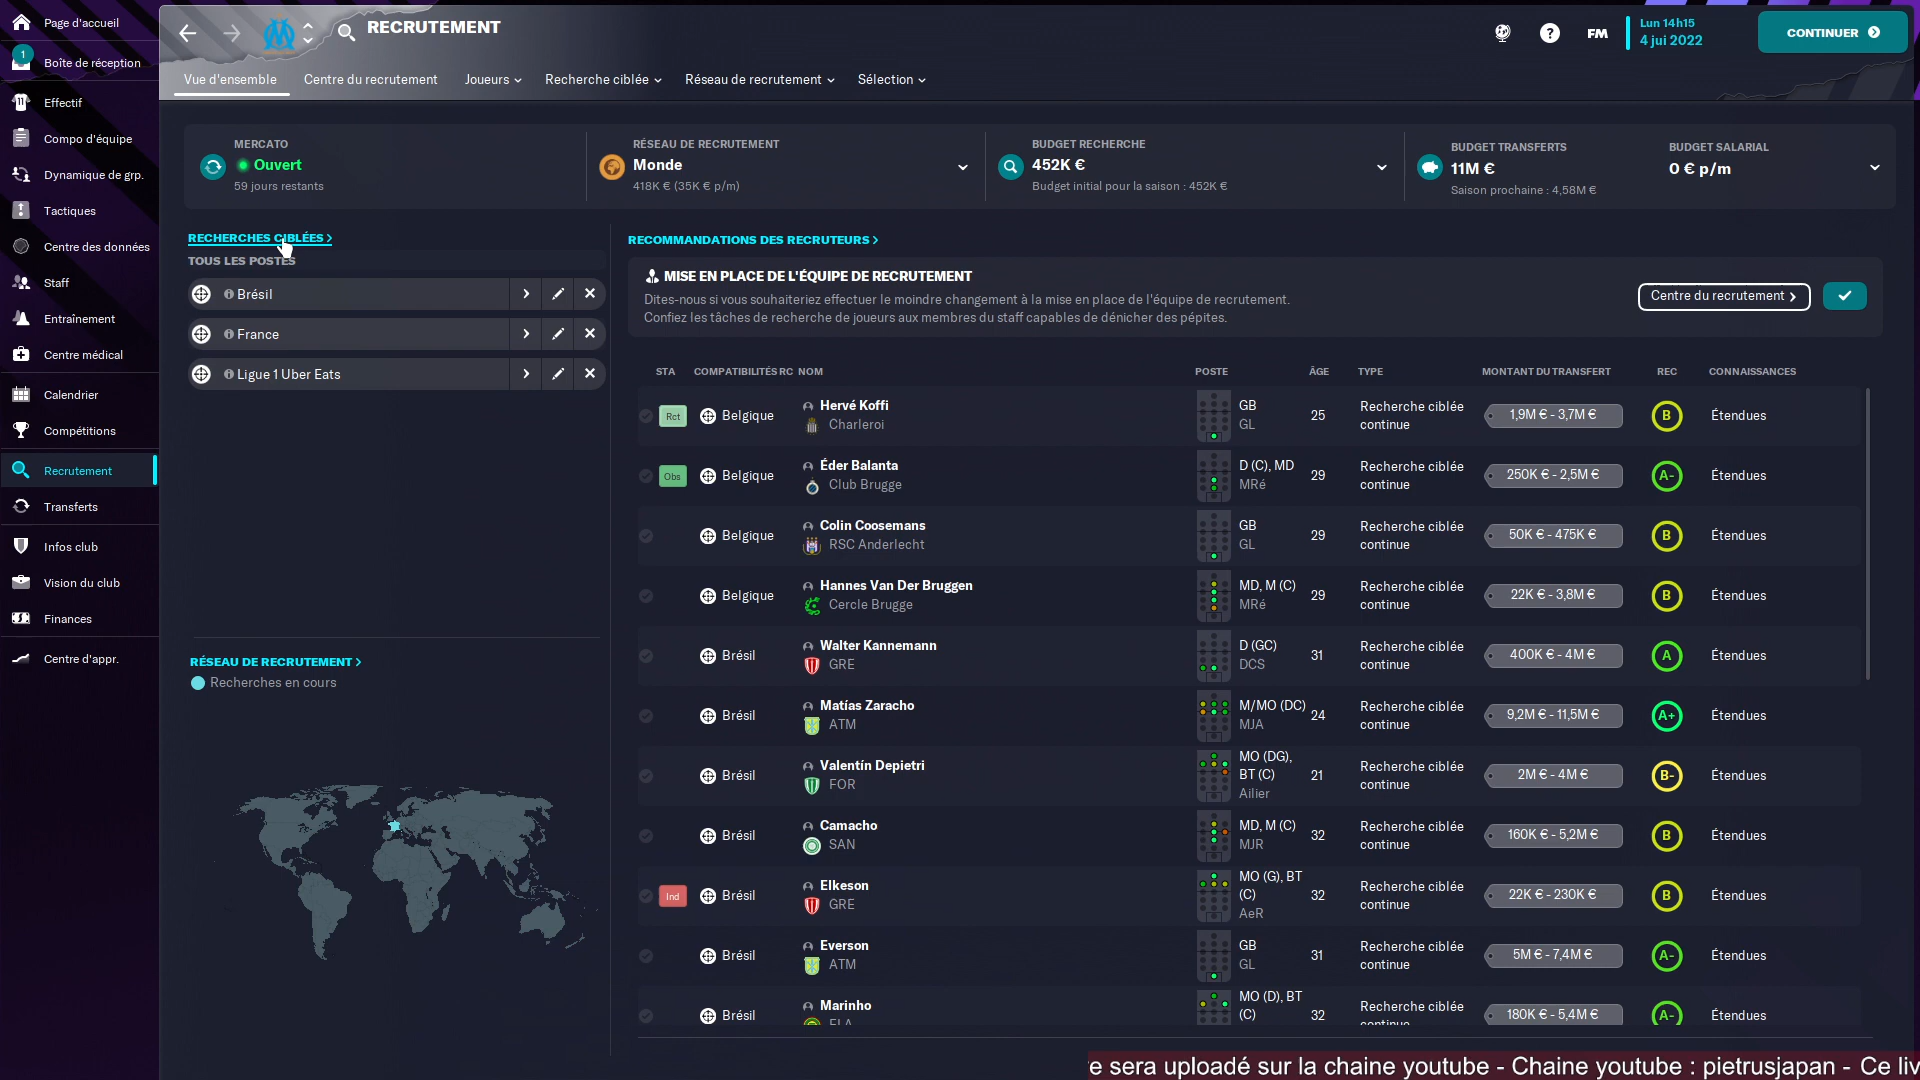 Page d'accueil
1
Boîte de réception
11
Effectif
Compo d'équipe
Dynamique de grp.
Tactiques
Centre des données
Staff
Entraînement
Centre médical
Calendrier
Compétitions
Recrutement
Transferts
Infos club
Vision du club
Finances
Centre d'appr.
RECRUTEMENT
?
FM
Lun 14h15
4 jui 2022
CONTINUER
Vue d'ensemble
Centre du recrutement
Joueurs
Recherche ciblée
Réseau de recrutement
Sélection
MERCATO
Ouvert
59 jours restants
RÉSEAU DE RECRUTEMENT
Monde
418K € (35K € p/m)
BUDGET RECHERCHE
452K €
Budget initial pour la saison : 452K €
BUDGET TRANSFERTS
11M €
Saison prochaine : 4,58M €
BUDGET SALARIAL
0 € p/m
RECHERCHES CIBLÉES >
TOUS LES POSTES
Brésil
France
Ligue 1 Uber Eats
RÉSEAU DE RECRUTEMENT >
Recherches en cours
RECOMMANDATIONS DES RECRUTEURS >
MISE EN PLACE DE L'ÉQUIPE DE RECRUTEMENT
Dites-nous si vous souhaiteriez effectuer le moindre changement à la mise en place de l'équipe de recrutement.
Confiez les tâches de recherche de joueurs aux membres du staff capables de dénicher des pépites.
Centre du recrutement >
STA COMPATIBILITÉS RC NOM POSTE ÂGE TYPE MONTANT DU TRANSFERT REC CONNAISSANCES
Rct Belgique Hervé Koffi GB 25 Recherche ciblée 1,9M € - 3,7M € B Étendues
Charleroi GL continue
Obs Belgique Éder Balanta D (C), MD 29 Recherche ciblée 250K € - 2,5M € A- Étendues
Club Brugge MRé continue
Belgique Colin Coosemans GB 29 Recherche ciblée 50K € - 475K € B Étendues
RSC Anderlecht GL continue
Belgique Hannes Van Der Bruggen MD, M (C) 29 Recherche ciblée 22K € - 3,8M € B Étendues
Cercle Brugge MRé continue
Brésil Walter Kannemann D (GC) 31 Recherche ciblée 400K € - 4M € A Étendues
GRE DCS continue
Brésil Matías Zaracho M/MO (DC) 24 Recherche ciblée 9,2M € - 11,5M € A+ Étendues
ATM MJA continue
Brésil Valentín Depietri MO (DG), 21 Recherche ciblée 2M € - 4M € B- Étendues
FOR BT (C) continue
Ailier
Brésil Camacho MD, M (C) 32 Recherche ciblée 160K € - 5,2M € B Étendues
SAN MJR continue
Ind Brésil Elkeson MO (G), BT 32 Recherche ciblée 22K € - 230K € B Étendues
GRE (C) continue
AeR
Brésil Everson GB 31 Recherche ciblée 5M € - 7,4M € A- Étendues
ATM GL continue
Brésil Marinho MO (D), BT 32 Recherche ciblée 180K € - 5,4M € A- Étendues
FLA (C) continue
e sera uploadé sur la chaine youtube - Chaine youtube : pietrusjapan - Ce liv